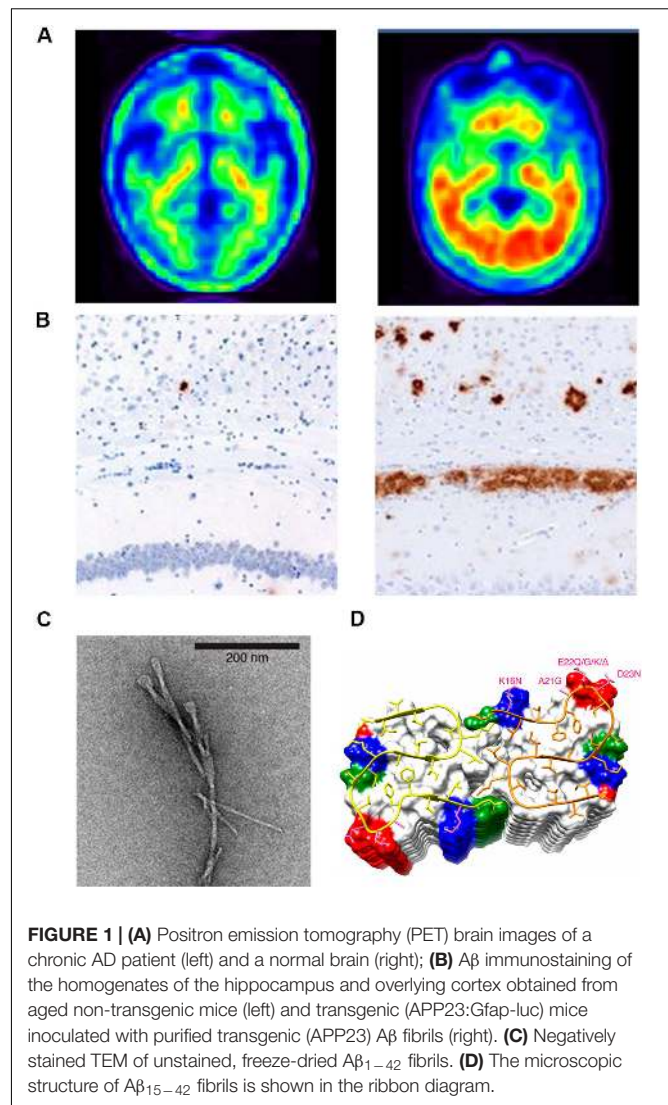 A
B
C
D
200 nm
E22Q/G/K/Δ
K16N
A21G
D23N
FIGURE 1 | (A) Positron emission tomography (PET) brain images of a
chronic AD patient (left) and a normal brain (right); (B) Aβ immunostaining of
the homogenates of the hippocampus and overlying cortex obtained from
aged non-transgenic mice (left) and transgenic (APP23:Gfap-luc) mice
inoculated with purified transgenic (APP23) Aβ fibrils (right). (C) Negatively
stained TEM of unstained, freeze-dried Aβ1−42 fibrils. (D) The microscopic
structure of Aβ15−42 fibrils is shown in the ribbon diagram.